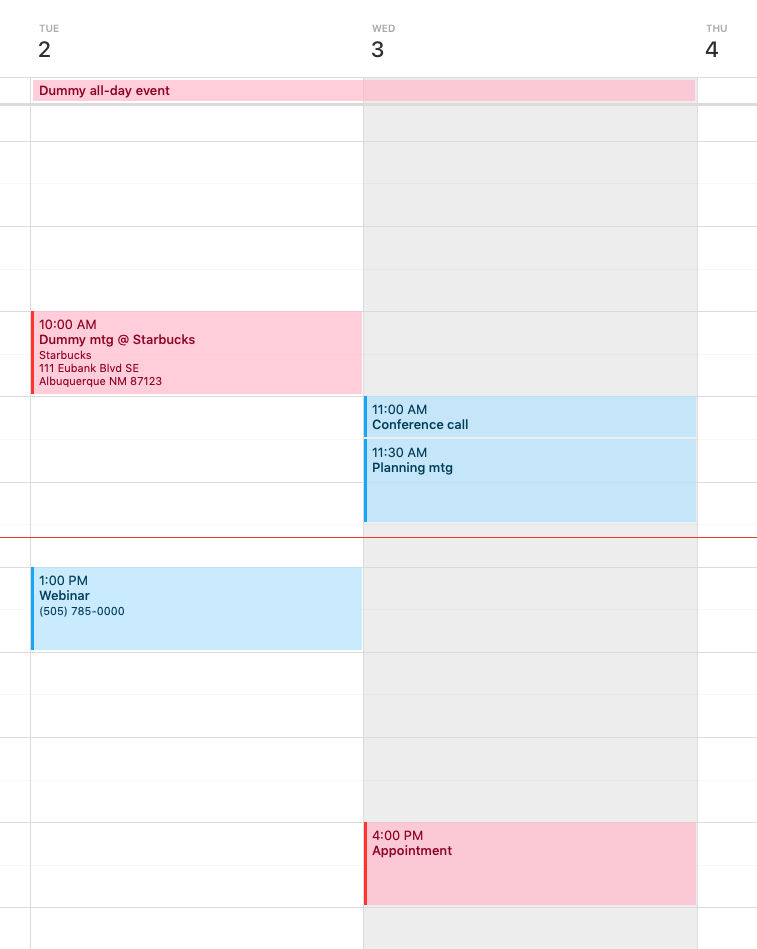 TUE
2
WED
3
THU
4
Dummy all-day event
10:00 AM
Dummy mtg @ Starbucks
Starbucks
111 Eubank Blvd SE
Albuquerque NM 87123
11:00 AM
Conference call
11:30 AM
Planning mtg
1:00 PM
Webinar
(505) 785-0000
4:00 PM
Appointment